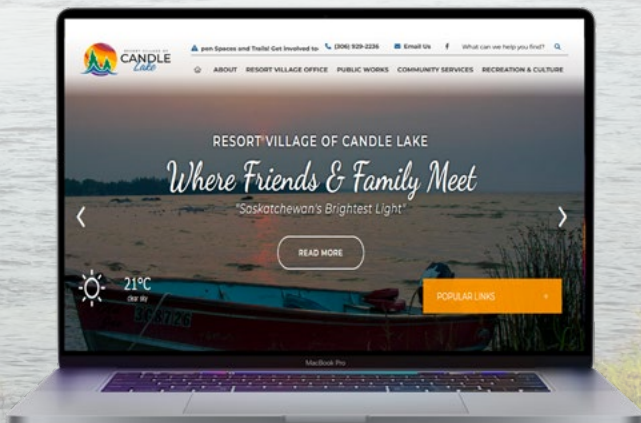 RESORT VILLAGE OF
CANDLE
Lake
pen Spaces and Trails! Get involved to
(306) 929-2236
Email Us
f
What can we help you find?
ABOUT
RESORT VILLAGE OFFICE
PUBLIC WORKS
COMMUNITY SERVICES
RECREATION & CULTURE
RESORT VILLAGE OF CANDLE LAKE
Where Friends & Family Meet
"Saskatchewan's Brightest Light"
READ MORE
21°C
clear sky
POPULAR LINKS
MacBook Pro